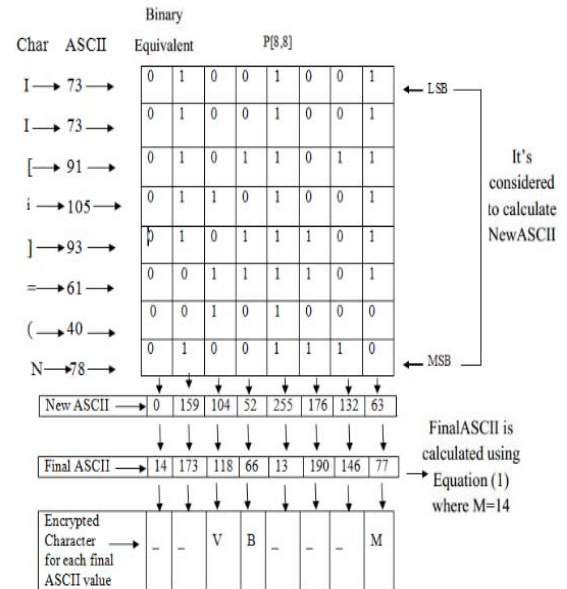 Binary
Char ASCII Equivalent P[8,8]
I 73 0 1 0 0 1 0 0 1 LSB
I 73 0 1 0 0 1 0 0 1
[ 91 0 1 0 1 1 0 1 1
i 105 0 1 1 0 1 0 0 1
] 93 0 1 0 1 1 1 0 1
= 61 0 0 1 1 1 1 0 1
( 40 0 0 1 0 1 0 0 0
N 78 0 1 0 0 1 1 1 0 MSB
It's
considered
to calculate
NewASCII
New ASCII 0 159 104 52 255 176 132 63
Final ASCII 14 173 118 66 13 190 146 77
FinalASCII is
calculated using
Equation (1)
where M=14
Encrypted
Character
for each final
ASCII value
_ _ V B _ _ _ M